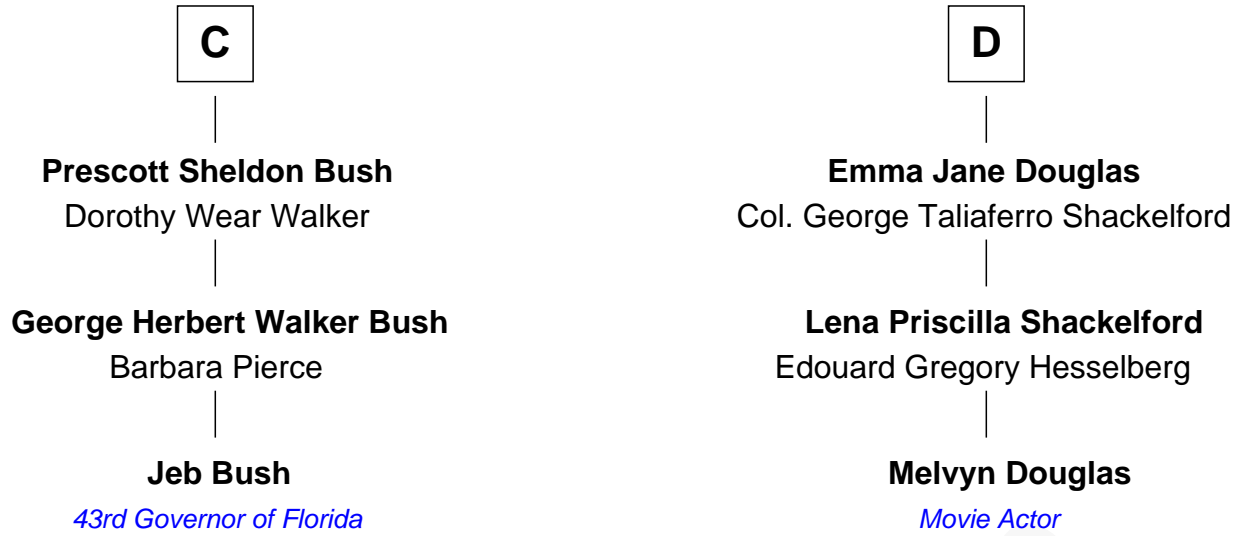 C
Prescott Sheldon Bush
Dorothy Wear Walker
George Herbert Walker Bush
Barbara Pierce
Jeb Bush
43rd Governor of Florida
D
Emma Jane Douglas
Col. George Taliaferro Shackelford
Lena Priscilla Shackelford
Edouard Gregory Hesselberg
Melvyn Douglas
Movie Actor